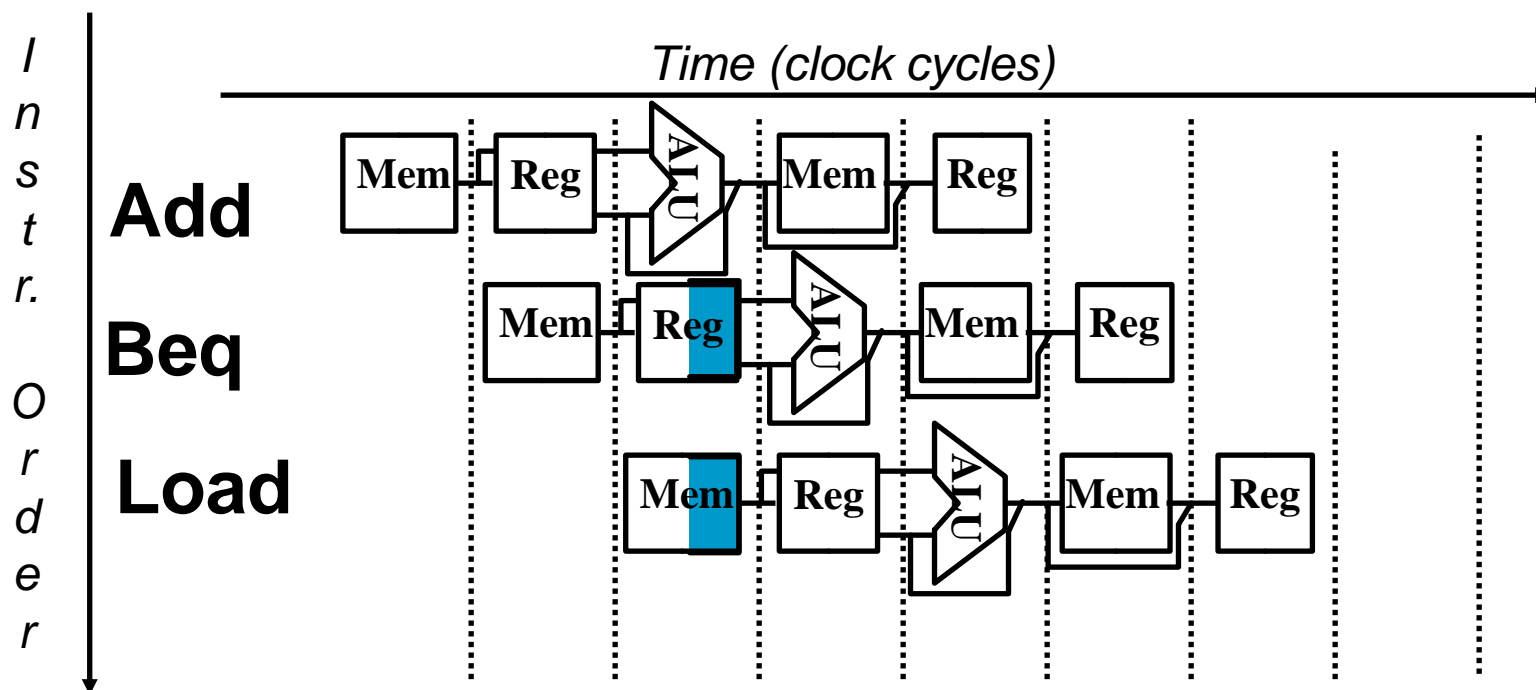 Instr. Order
Time (clock cycles)
Add
Mem Reg ALU Mem Reg
Beq
Mem Reg ALU Mem Reg
Load
Mem Reg ALU Mem Reg